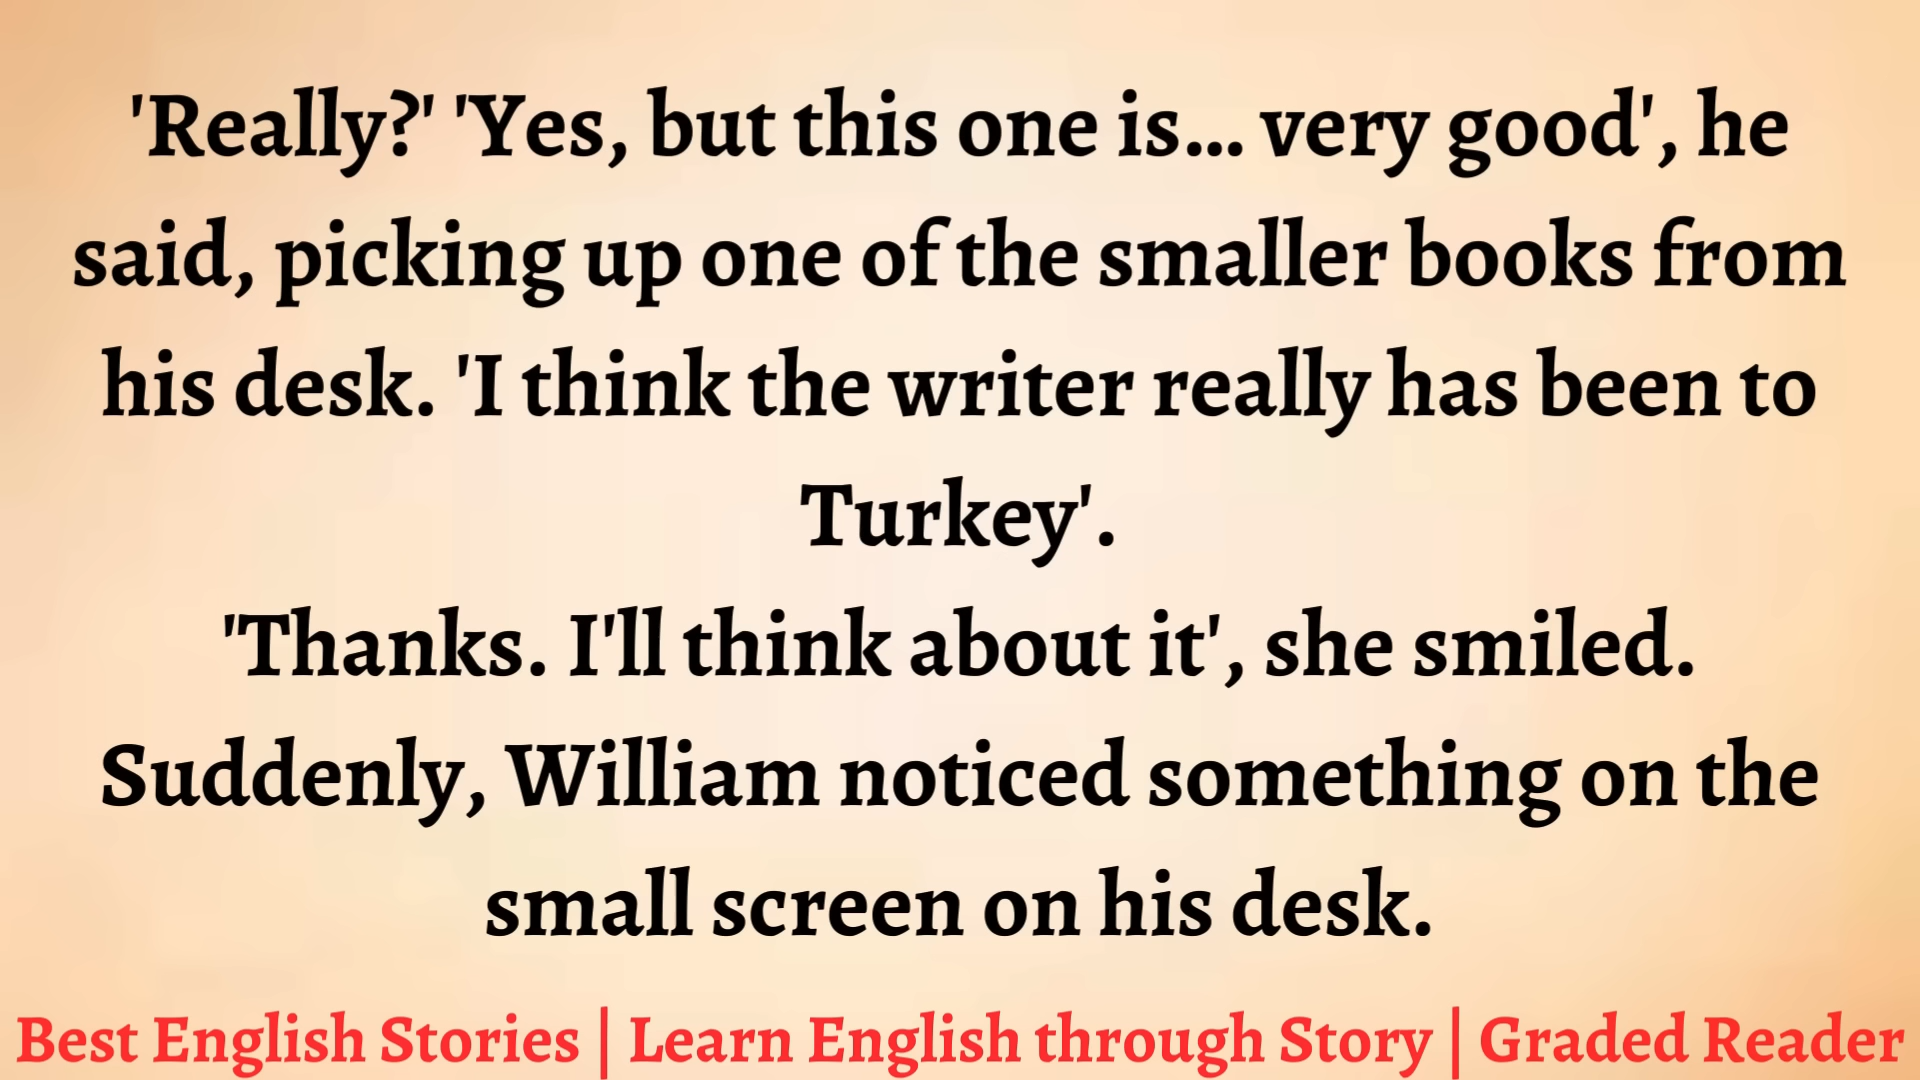 'Really?' 'Yes, but this one is... very good', he
said, picking up one of the smaller books from
his desk. 'I think the writer really has been to
Turkey'.
'Thanks. I'll think about it', she smiled.
Suddenly, William noticed something on the
small screen on his desk.
Best English Stories | Learn English through Story | Graded Reader